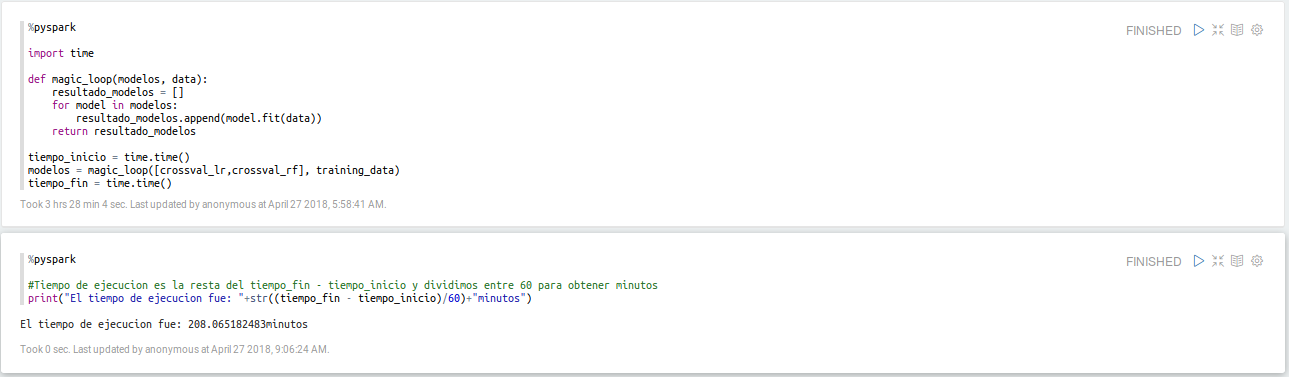 %pyspark
FINISHED
import time
def magic_loop(modelos, data):
    resultado_modelos = []
    for model in modelos:
        resultado_modelos.append(model.fit(data))
    return resultado_modelos
tiempo_inicio = time.time()
modelos = magic_loop([crossval_lr,crossval_rf], training_data)
tiempo_fin = time.time()
Took 3 hrs 28 min 4 sec. Last updated by anonymous at April 27 2018, 5:58:41 AM.
%pyspark
FINISHED
#Tiempo de ejecucion es la resta del tiempo_fin - tiempo_inicio y dividimos entre 60 para obtener minutos
print("El tiempo de ejecucion fue: "+str((tiempo_fin - tiempo_inicio)/60)+"minutos")
El tiempo de ejecucion fue: 208.065182483minutos
Took 0 sec. Last updated by anonymous at April 27 2018, 9:06:24 AM.